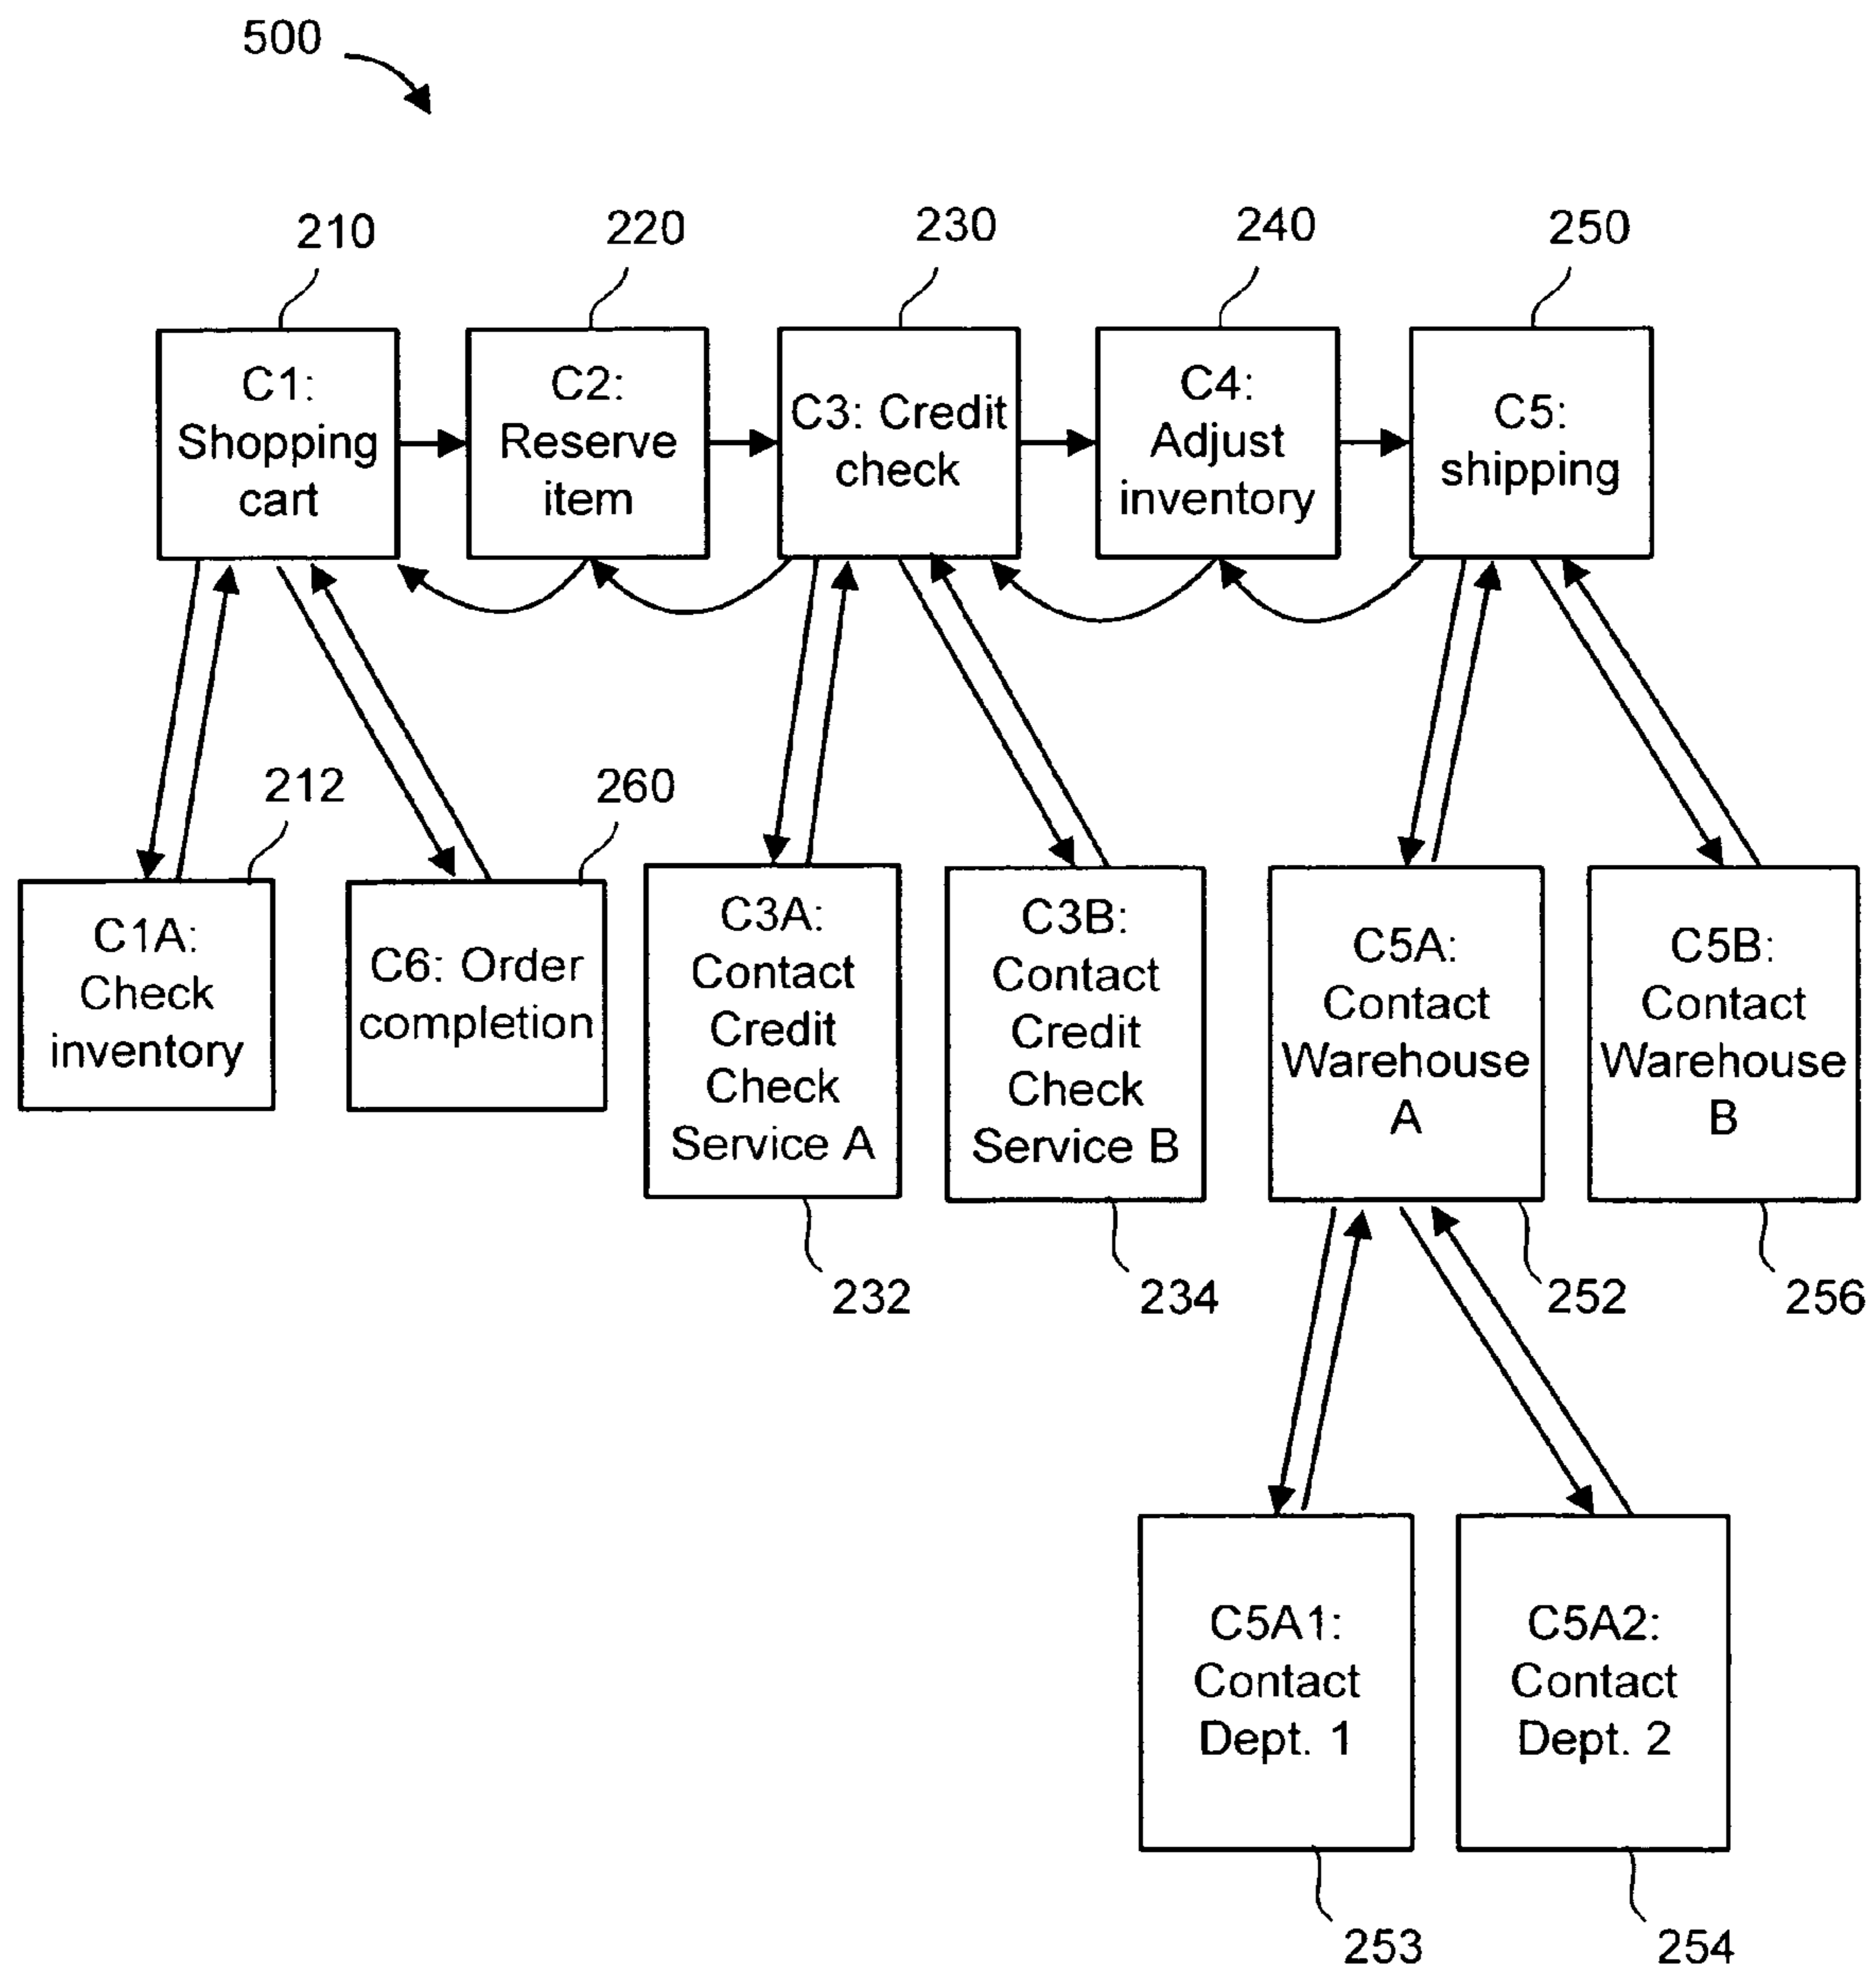 500
210
220
230
240
250
C1:
Shopping
cart
C2:
Reserve
item
C3: Credit
check
C4:
Adjust
inventory
C5:
shipping
212
260
C1A:
Check
inventory
C6: Order
completion
C3A:
Contact
Credit
Check
Service A
C3B:
Contact
Credit
Check
Service B
C5A:
Contact
Warehouse
A
C5B:
Contact
Warehouse
B
232
234
252
256
C5A1:
Contact
Dept. 1
C5A2:
Contact
Dept. 2
253
254